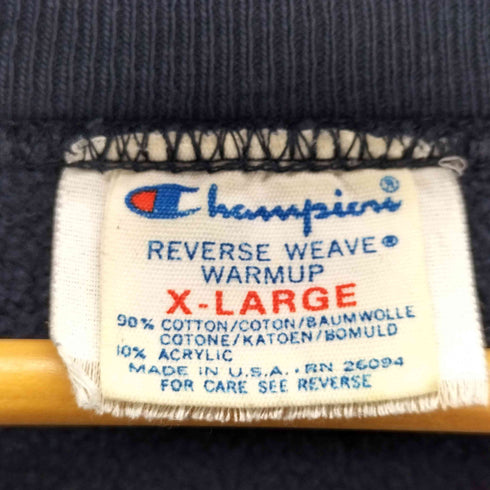 Champion®
REVERSE WEAVE®
WARMUP
X-LARGE
90% COTTON/COTON/BAUMWOLLE
COTONE/KATOEN/BOMULD
10% ACRYLIC
MADE IN U.S.A. · RN 26094
FOR CARE SEE REVERSE